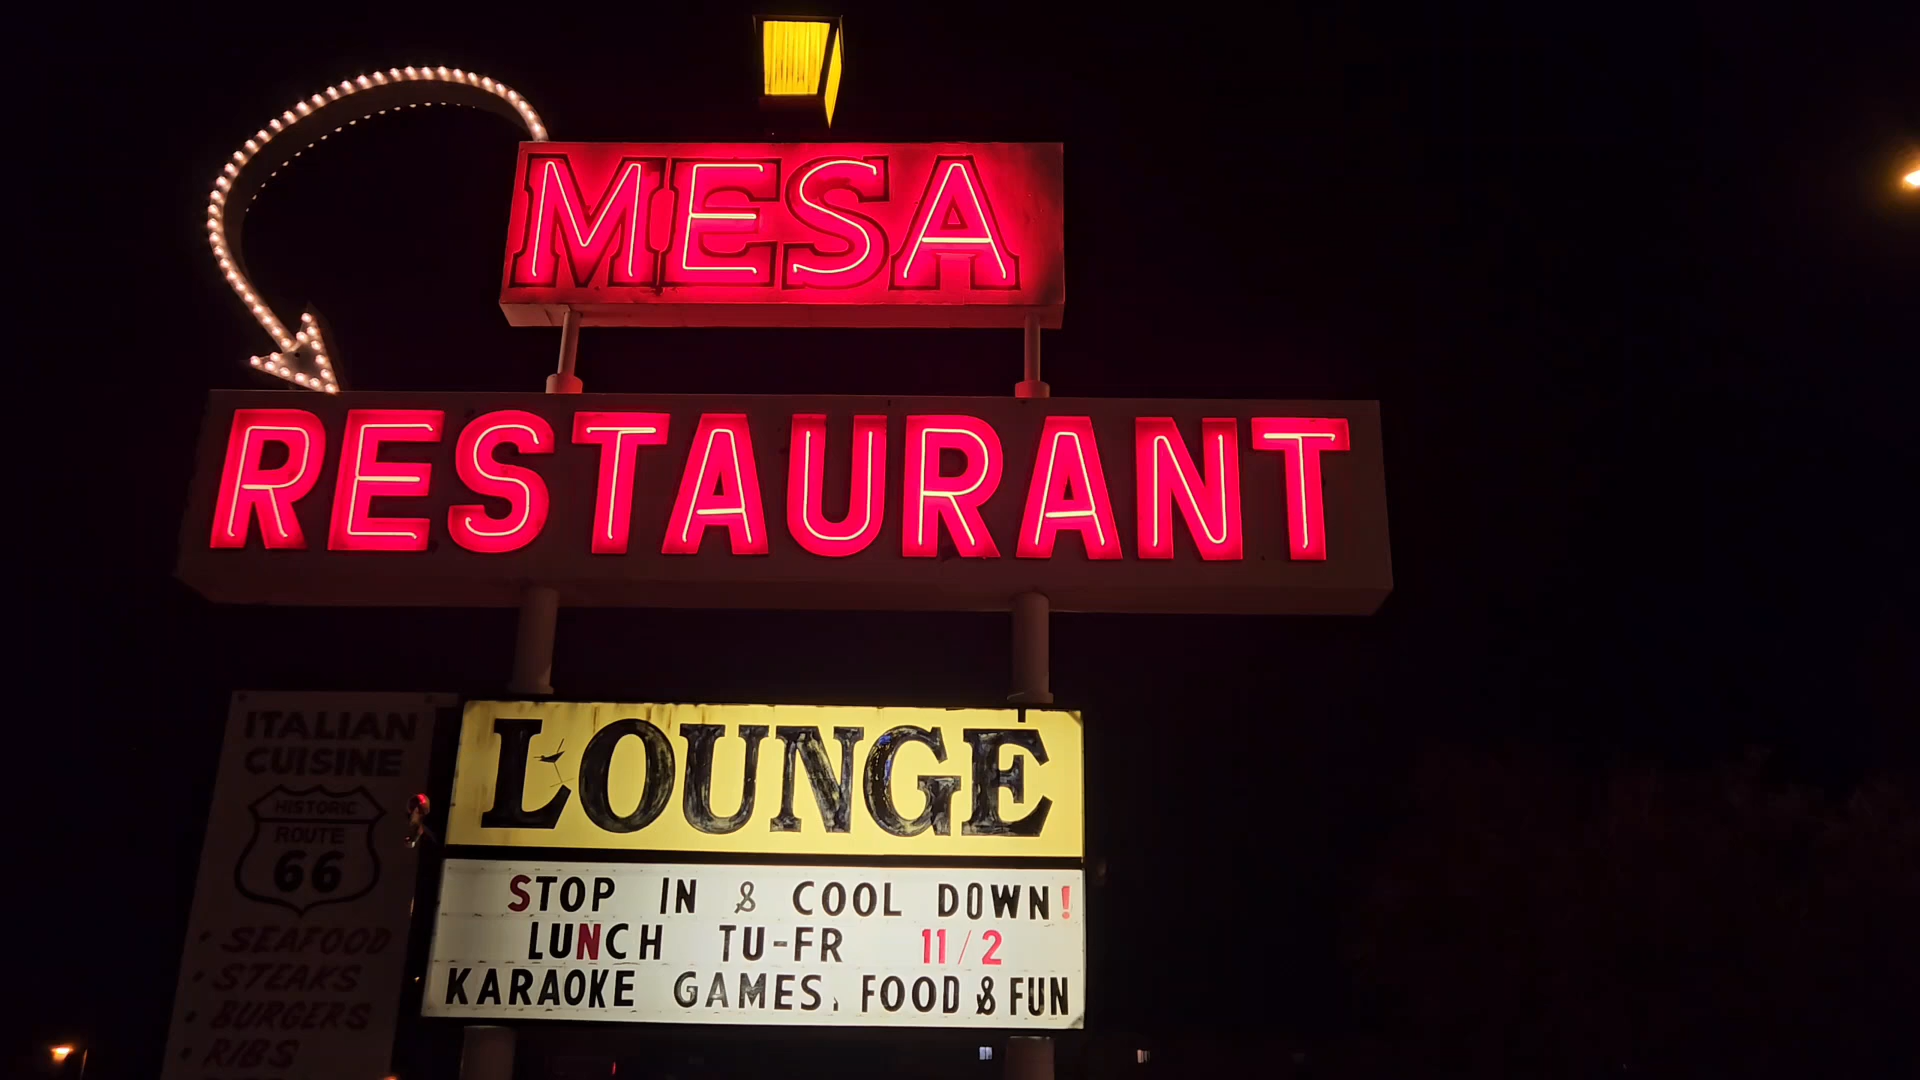 MESA
RESTAURANT
LOUNGE
STOP IN & COOL DOWN!
LUNCH TU-FR 11/2
KARAOKE GAMES, FOOD & FUN
ITALIAN
CUISINE
HISTORIC
ROUTE
66
• SEAFOOD
• STEAKS
• BURGERS
• RIBS